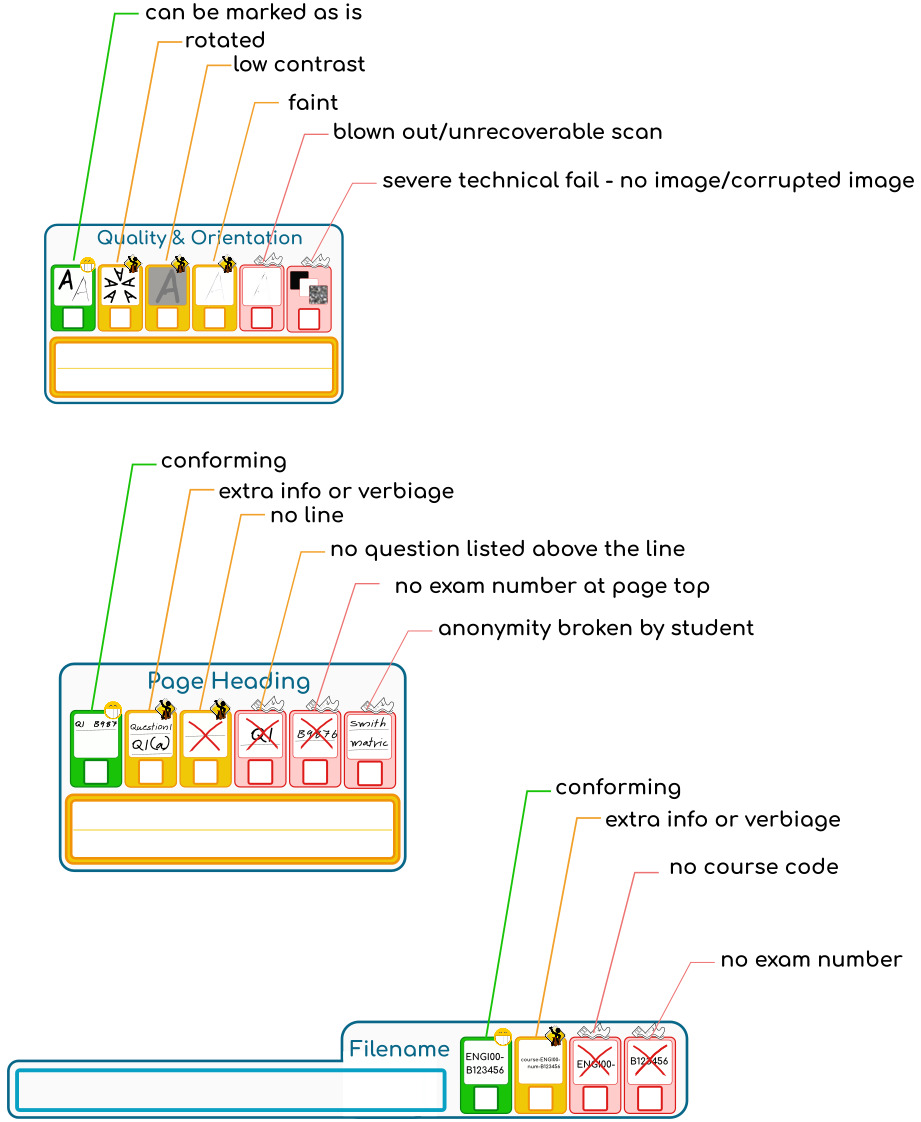 can be marked as is
rotated
low contrast
faint
blown out/unrecoverable scan
severe technical fail - no image/corrupted image
Quality & Orientation
A A
A A A A A
A
A
A
conforming
extra info or verbiage
no line
no question listed above the line
no exam number at page top
anonymity broken by student
Page Heading
Q1 B987
Question1
Q1(a)
Q1
B9876
Smith
matric
conforming
extra info or verbiage
no course code
no exam number
Filename
ENGI00-
B123456
course-ENGI00-
num-B123456
ENGI00-
B123456